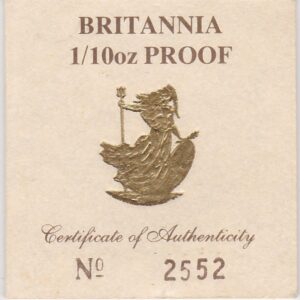 BRITANNIA
1/10oz PROOF
Certificate of Authenticity
Nº 2552